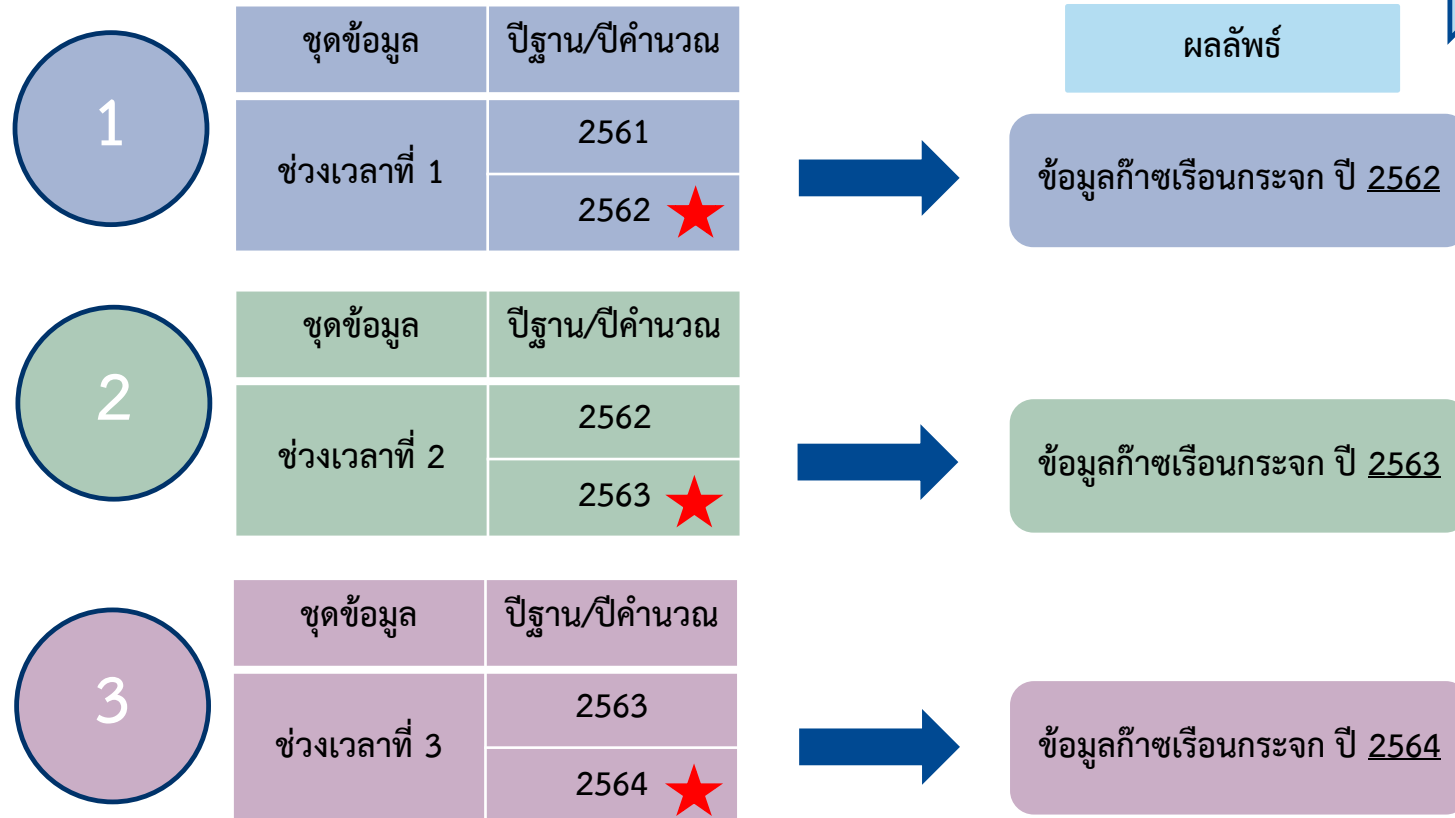 ผลลัพธ์
1
ชุดข้อมูล
ปีฐาน/ปีคำนวณ
ช่วงเวลาที่ 1
2561
2562
ข้อมูลก๊าซเรือนกระจก ปี 2562
2
ชุดข้อมูล
ปีฐาน/ปีคำนวณ
ช่วงเวลาที่ 2
2562
2563
ข้อมูลก๊าซเรือนกระจก ปี 2563
3
ชุดข้อมูล
ปีฐาน/ปีคำนวณ
ช่วงเวลาที่ 3
2563
2564
ข้อมูลก๊าซเรือนกระจก ปี 2564